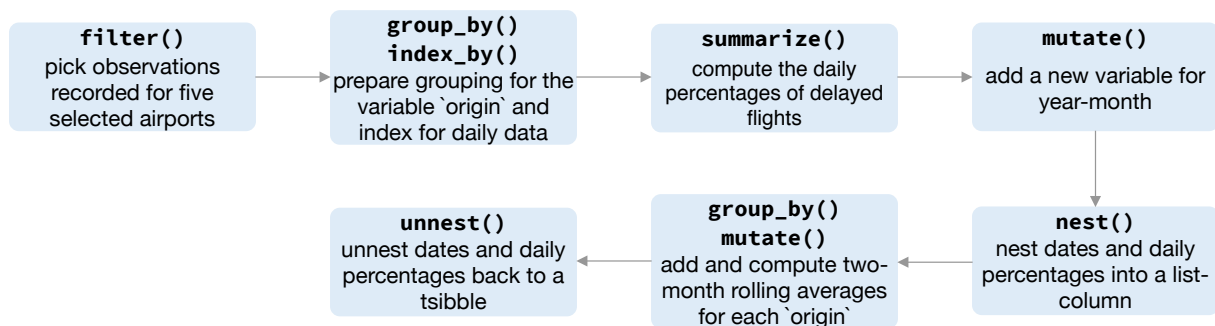 filter()
pick observations
recorded for five
selected airports
group_by()
index_by()
prepare grouping for the
variable `origin` and
index for daily data
summarize()
compute the daily
percentages of delayed
flights
mutate()
add a new variable for
year-month
nest()
nest dates and daily
percentages into a list-
column
group_by()
mutate()
add and compute two-
month rolling averages
for each `origin`
unnest()
unnest dates and daily
percentages back to a
tsibble